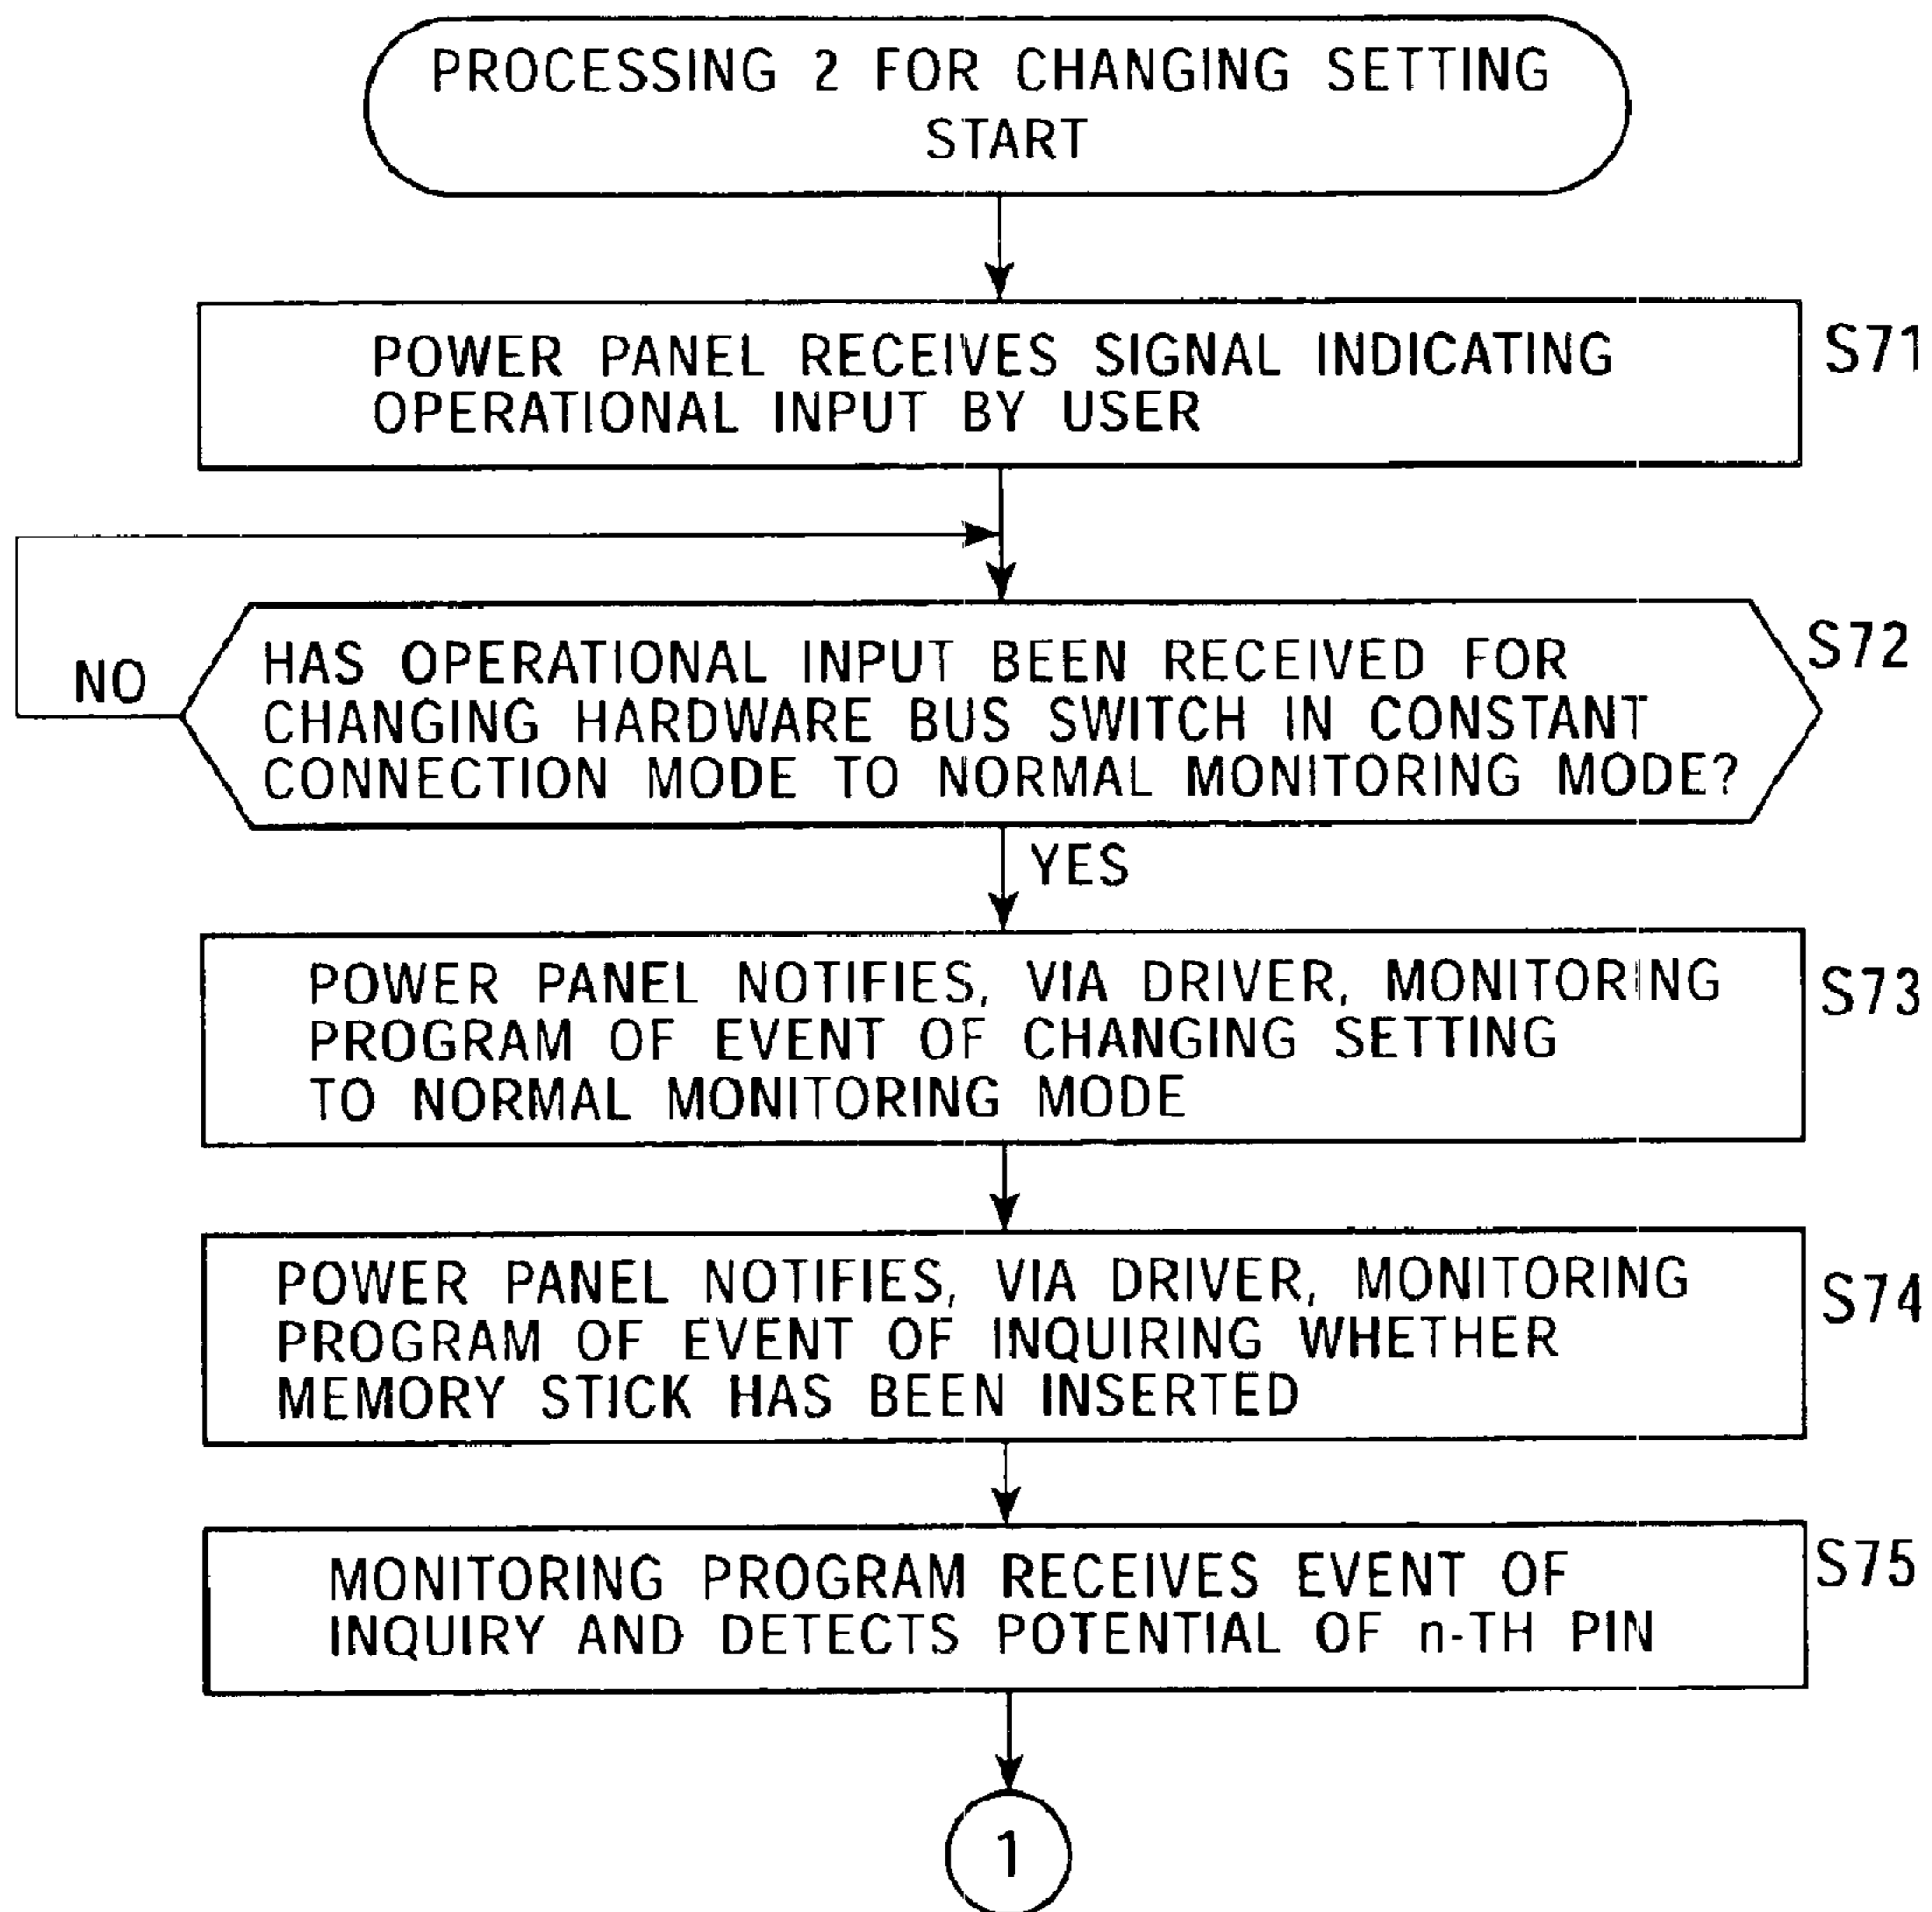 PROCESSING 2 FOR CHANGING SETTING
START
POWER PANEL RECEIVES SIGNAL INDICATING
OPERATIONAL INPUT BY USER
S71
HAS OPERATIONAL INPUT BEEN RECEIVED FOR
CHANGING HARDWARE BUS SWITCH IN CONSTANT
CONNECTION MODE TO NORMAL MONITORING MODE?
S72
NO
YES
POWER PANEL NOTIFIES, VIA DRIVER, MONITORING
PROGRAM OF EVENT OF CHANGING SETTING
TO NORMAL MONITORING MODE
S73
POWER PANEL NOTIFIES, VIA DRIVER, MONITORING
PROGRAM OF EVENT OF INQUIRING WHETHER
MEMORY STICK HAS BEEN INSERTED
S74
MONITORING PROGRAM RECEIVES EVENT OF
INQUIRY AND DETECTS POTENTIAL OF n-TH PIN
S75
1